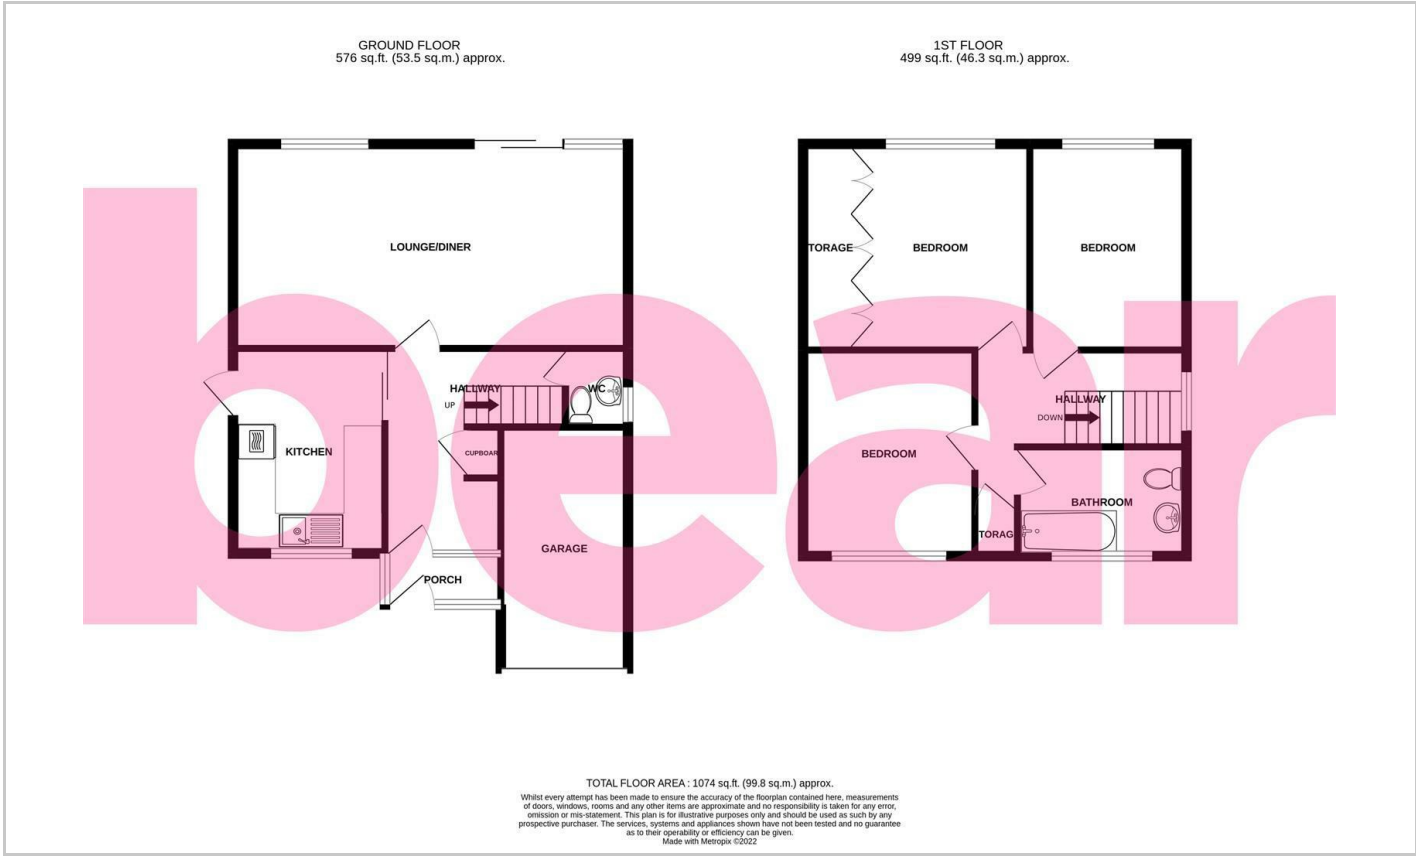 GROUND FLOOR
576 sq.ft. (53.5 sq.m.) approx.
1ST FLOOR
499 sq.ft. (46.3 sq.m.) approx.
LOUNGE/DINER
TORAGE
BEDROOM
BEDROOM
HALLWAY
WC
UP
HALLWAY
DOWN
KITCHEN
CUPBOAR
BEDROOM
BATHROOM
GARAGE
TORAG
PORCH
bear
TOTAL FLOOR AREA : 1074 sq.ft. (99.8 sq.m.) approx.
Whilst every attempt has been made to ensure the accuracy of the floorplan contained here, measurements
of doors, windows, rooms and any other items are approximate and no responsibility is taken for any error,
omission or mis-statement. This plan is for illustrative purposes only and should be used as such by any
prospective purchaser. The services, systems and appliances shown have not been tested and no guarantee
as to their operability or efficiency can be given.
Made with Metropix ©2022